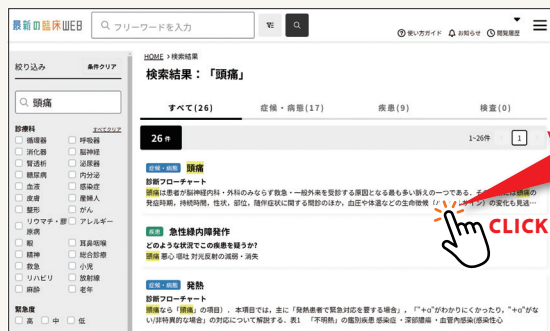 最新の臨床WEB
フリーワードを入力
使い方ガイド お知らせ 閲覧履歴
絞り込み 条件クリア
頭痛
診療科 すべてクリア
循環器 呼吸器
消化器 脳神経
腎透析 泌尿器
糖尿病 内分泌
血液 感染症
皮膚 産婦人
整形 がん
リウマチ・膠原病 アレルギー
眼 耳鼻咽喉
精神 総合診療
救急 小児
リハビリ 放射線
麻酔 老年
緊急度
高 中 低
HOME >検索結果
検索結果：「頭痛」
すべて(26) 症候・病態(17) 疾患(9) 検査(0)
26件 1-26件 1
症候・病態 頭痛
診断フローチャート
頭痛は患者が脳神経内科・外科のみならず救急・一般外来を受診する原因となる最も多い訴えの一つである．
発症時期，持続時間，性状，部位，随伴症状に関する問診のほか，血圧や体温などの生命徴候（バイタルサイン）の変化も見逃…
CLICK
疾患 急性緑内障発作
どのような状況でこの疾患を疑うか?
頭痛 悪心 嘔吐 対光反射の減弱・消失
症候・病態 発熱
診断フローチャート
頭痛なら「頭痛」の項目）．本項目では，主に「発熱患者で緊急対応を要する場合」，「"+α"がわかりにくかったり，"+α"がな
い/非特異的な場合」の対応について解説する．表1 「不明熱」の鑑別疾患 感染症 ・深部膿瘍 ・血管内感染(感染性心